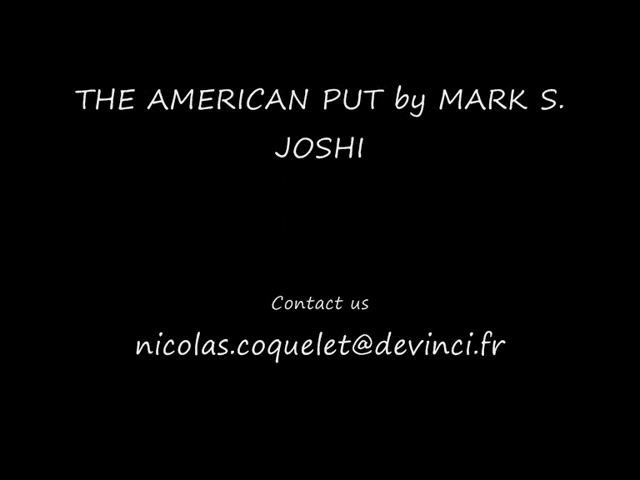 THE AMERICAN PUT by MARK S.
JOSHI
Contact us
nicolas.coquelet@devinci.fr